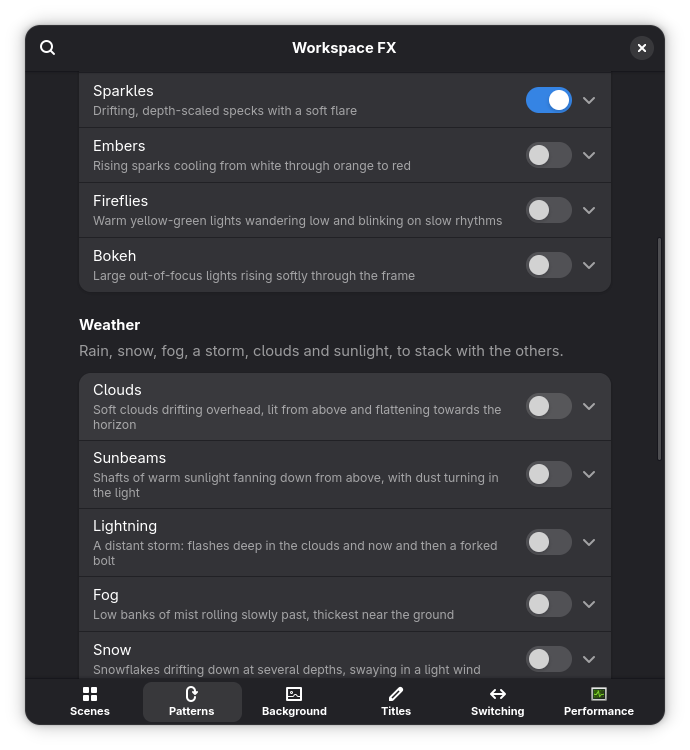 Workspace FX
Sparkles
Drifting, depth-scaled specks with a soft flare
Embers
Rising sparks cooling from white through orange to red
Fireflies
Warm yellow-green lights wandering low and blinking on slow rhythms
Bokeh
Large out-of-focus lights rising softly through the frame
Weather
Rain, snow, fog, a storm, clouds and sunlight, to stack with the others.
Clouds
Soft clouds drifting overhead, lit from above and flattening towards the
horizon
Sunbeams
Shafts of warm sunlight fanning down from above, with dust turning in
the light
Lightning
A distant storm: flashes deep in the clouds and now and then a forked
bolt
Fog
Low banks of mist rolling slowly past, thickest near the ground
Snow
Snowflakes drifting down at several depths, swaying in a light wind
Scenes Patterns Background Titles Switching Performance